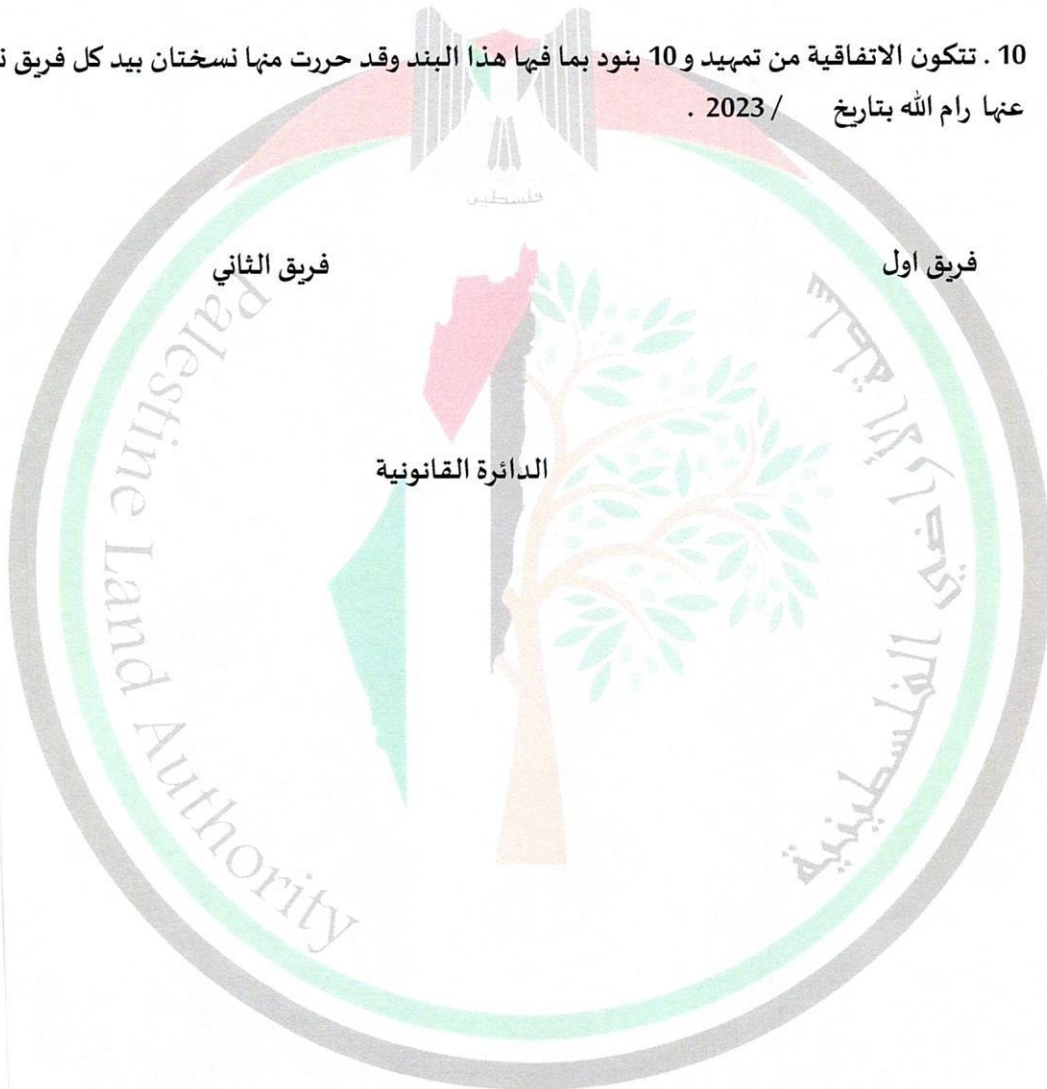 10 . تتكون الاتفاقية من تمهيد و 10 بنود بما فيها هذا البند وقد حررت منها نسختان بيد كل فريق
عنها رام الله بتاريخ / 2023 .
فلسطين
فريق اول
فريق الثاني
الدائرة القانونية
سلطة الأراضي الفلسطينية
Palestine Land Authority